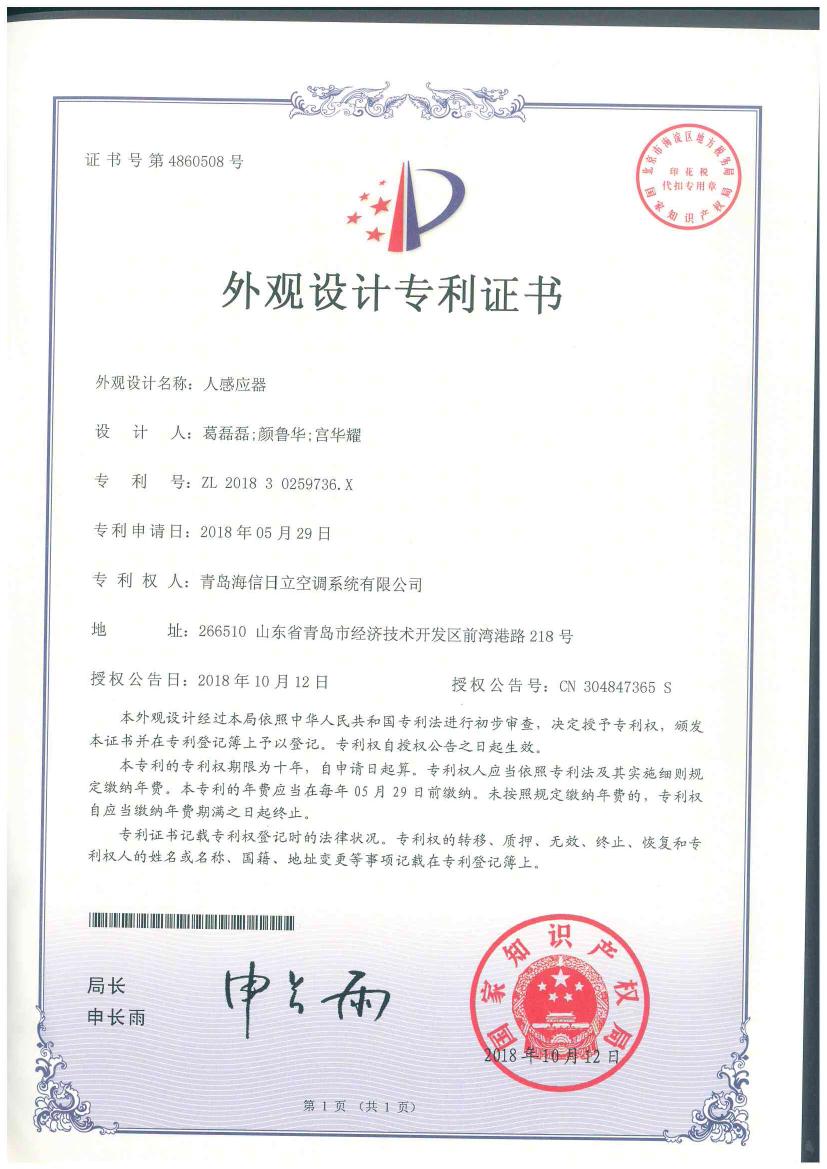 证书号第4860508号
北京市海淀区地方税务局
印花税
代扣专用章
国家知识产权局
外观设计专利证书
外观设计名称：人感应器
设计人：葛磊磊;颜鲁华;宫华耀
专利号：ZL 2018 3 0259736.X
专利申请日：2018年05月29日
专利权人：青岛海信日立空调系统有限公司
地址：266510 山东省青岛市经济技术开发区前湾港路218号
授权公告日：2018年10月12日 授权公告号：CN 304847365 S
本外观设计经过本局依照中华人民共和国专利法进行初步审查，决定授予专利权，颁发
本证书并在专利登记簿上予以登记。专利权自授权公告之日起生效。
本专利的专利权期限为十年，自申请日起算。专利权人应当依照专利法及其实施细则规
定缴纳年费。本专利的年费应当在每年05月29日前缴纳。未按照规定缴纳年费的，专利权
自应当缴纳年费期满之日起终止。
专利证书记载专利权登记时的法律状况。专利权的转移、质押、无效、终止、恢复和专
利权人的姓名或名称、国籍、地址变更等事项记载在专利登记簿上。
局长
申长雨
申长雨
国家知识产权局
2018年10月12日
第1页（共1页）